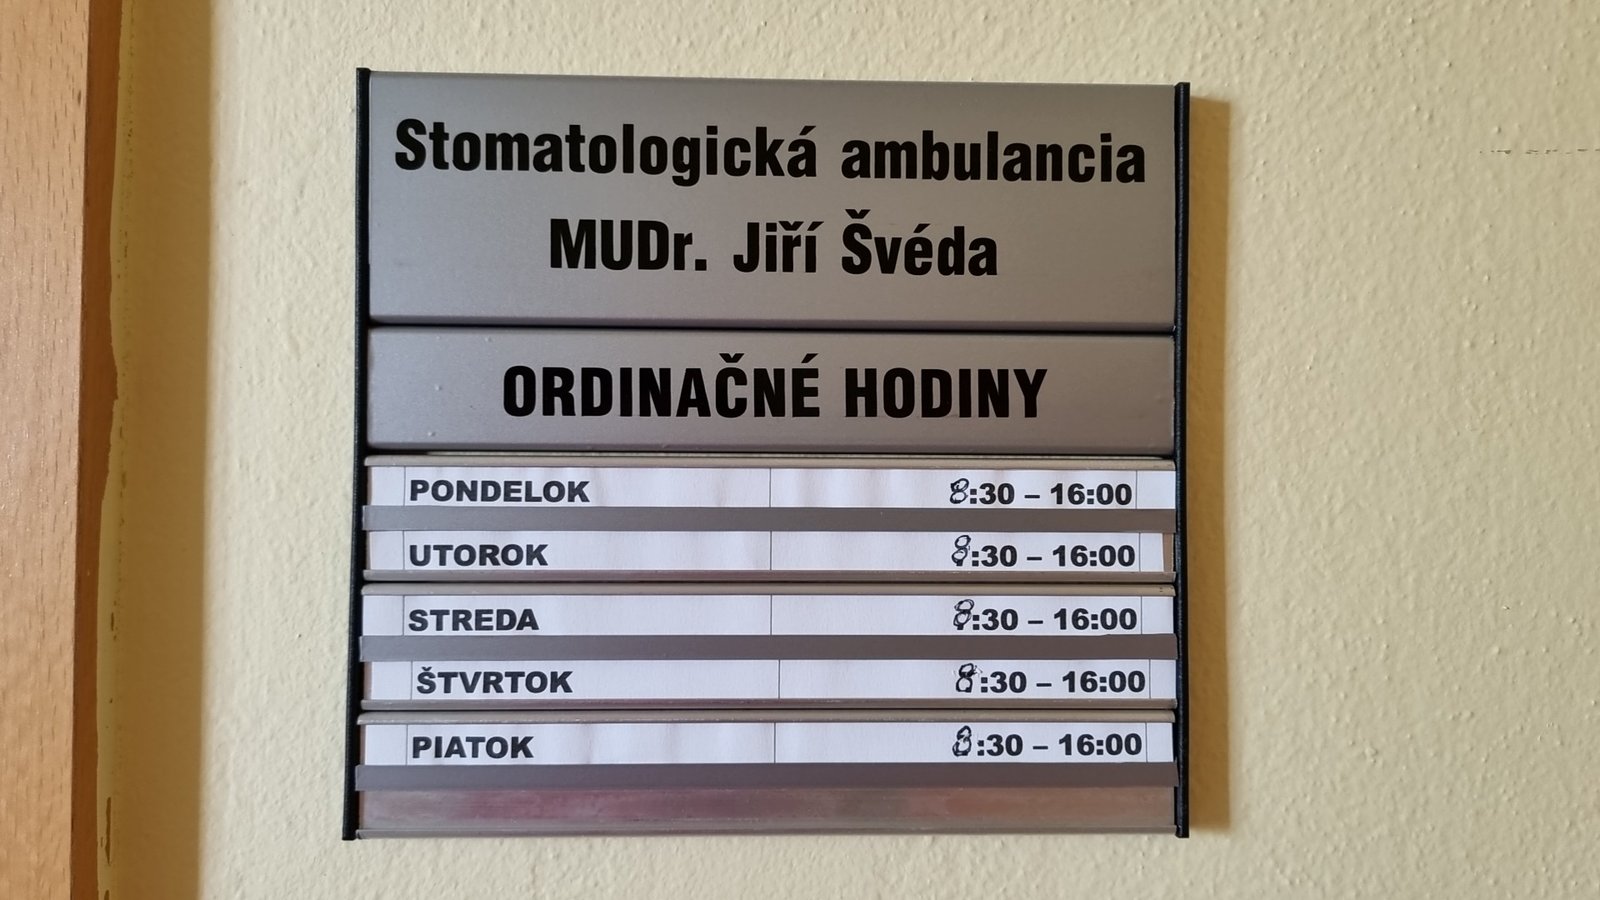 Stomatologická ambulancia
MUDr. Jiří Švéda
ORDINAČNÉ HODINY
PONDELOK 8:30 – 16:00
UTOROK 8:30 – 16:00
STREDA 8:30 – 16:00
ŠTVRTOK 8:30 – 16:00
PIATOK 8:30 – 16:00